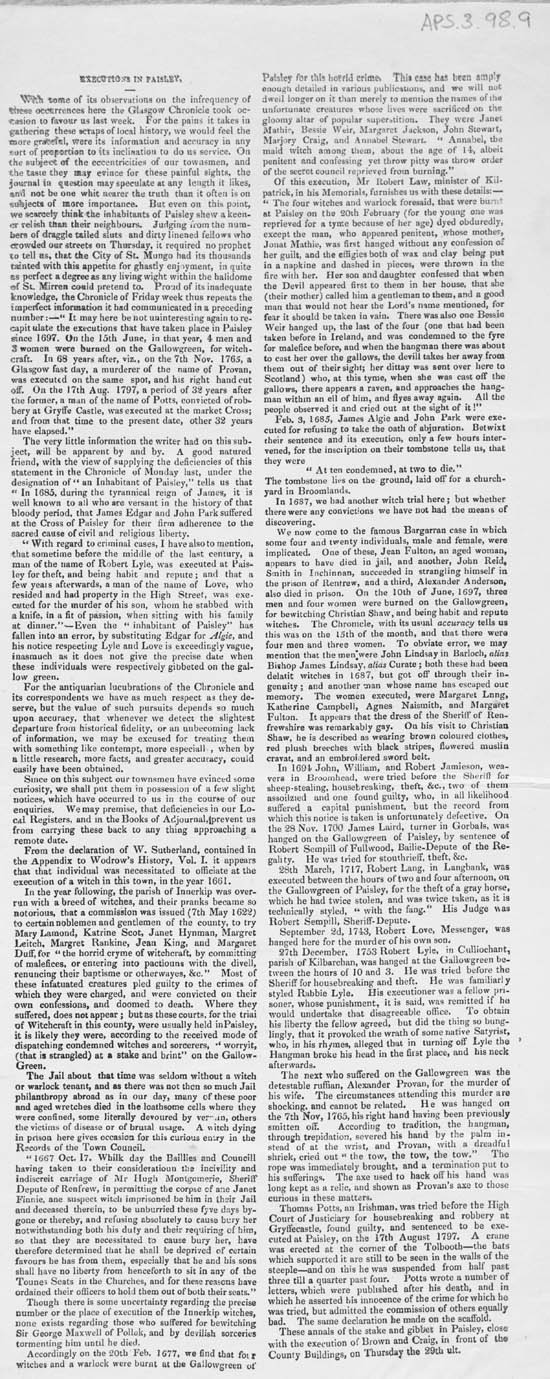 APS.3.98.9
EXECUTIONS IN PAISLEY.
With some of its observations on the infrequency of
these occurrences here the Glasgow Chronicle took oc-
casion to favour us last week. For the pains it takes in
gathering these scraps of local history, we would feel the
more grateful, were its information and accuracy in any
sort of proportion to its inclination to do us service. On
the subject of the eccentricities of our townsmen, and
the taste they may evince for these painful sights, the
journal in question may speculate at any length it likes,
and not be one whit nearer the truth than it often is on
subjects of more importance. But even on this point,
we scarcely think the inhabitants of Paisley shew a keen-
er relish than their neighbours. Judging from the num-
bers of draggle tailed sluts and dirty linened fellows who
crowded our streets on Thursday, it required no prophet
to tell us, that the City of St. Mungo had its thousands
tainted with this appetite for ghastly enjoyment, in quite
as perfect a degree as any living wight within the halidome
of St. Mirren could pretend to. Proud of its inadequate
knowledge, the Chronicle of Friday week thus repeats the
imperfect information it had communicated in a preceding
number:—"It may here be not uninteresting again to re-
capitulate the executions that have taken place in Paisley
since 1697. On the 15th June, in that year, 4 men and
3 women were burned on the Gallowgreen, for witch-
craft. In 68 years after, viz., on the 7th Nov. 1765, a
Glasgow fast day, a murderer of the name of Provan,
was executed on the same spot, and his right hand cut
off. On the 17th Aug. 1797, a period of 32 years after
the former, a man of the name of Potts, convicted of rob-
bery at Gryffe Castle, was executed at the market Cross;
and from that time to the present date, other 32 years
have elapsed."
The very little information the writer had on this sub-
ject, will be apparent by and by. A good natured
friend, with the view of supplying the deficiencies of this
statement in the Chronicle of Monday last, under the
designation of "an Inhabitant of Paisley," tells us that
"In 1685, during the tyrannical reign of James, it is
well known to all who are versant in the history of that
bloody period, that James Edgar and John Park suffered
at the Cross of Paisley for their firm adherence to the
sacred cause of civil and religious liberty.
"With regard to criminal cases, I have also to mention,
that sometime before the middle of the last century, a
man of the name of Robert Lyle, was executed at Pais-
ley for theft, and being habit and repute; and that a
few years afterwards, a man of the name of Love, who
resided and had property in the High Street, was exe-
cuted for the murder of his son, whom he stabbed with
a knife, in a fit of passion, when sitting with his family
at dinner."—Even the "inhabitant of Paisley" has
fallen into an error, by substituting Edgar for Algie, and
his notice respecting Lyle and Love is exceedingly vague,
inasmuch as it does not give the precise date when
these individuals were respectively gibbeted on the gal-
low green.
For the antiquarian lucubrations of the Chronicle and
its correspondents we have as much respect as they de-
serve, but the value of such pursuits depends so much
upon accuracy, that whenever we detect the slightest
departure from historical fidelity, or an unbecoming lack
of information, we may be excused for treating them
with something like contempt, more especially, when by
a little research, more facts, and greater accuracy, could
easily have been obtained.
Since on this subject our townsmen have evinced some
curiosity, we shall put them in possession of a few slight
notices, which have occurred to us in the course of our
enquiries. We may premise, that deficiencies in our Lo-
cal Registers, and in the Books of Adjournal, prevent us
from carrying these back to any thing approaching a
remote date.
From the declaration of W. Sutherland, contained in
the Appendix to Wodrow's History, Vol. I. it appears
that that individual was necessitated to officiate at the
execution of a witch in this town, in the year 1661.
In the year following, the parish of Innerkip was over-
run with a breed of witches, and their pranks became so
notorious, that a commission was issued (7th May 1622)
to certain noblemen and gentlemen of the county, to try
Mary Lamond, Katrine Scot, Janet Hynman, Margret
Leitch, Margret Rankine, Jean King, and Margaret
Duff, for "the horrid cryme of witchcraft, by committing
of malefices, or entering into pactiouns with the divell,
renuncing their baptisme or otherwayes, &c." Most of
these infatuated creatures pled guilty to the crimes of
which they were charged, and were convicted on their
own confessions, and doomed to death. Where they
suffered, does not appear; but as these courts, for the trial
of Witchcraft in this county, were usually held in Paisley,
it is likely they were, according to the received mode of
dispatching condemned witches and sorcerers, "worryit,
(that is strangled) at a stake and brint" on the Gallow-
Green.
The Jail about that time was seldom without a witch
or warlock tenant, and as there was not then so much Jail
philanthropy abroad as in our day, many of these poor
and aged wretches died in the loathsome cells where they
were confined, some literally devoured by vermin, others
the victims of disease or of brutal usage. A witch dying
in prison here gives occasion for this curious entry in the
Records of the Town Council.
"1667 Oct. 17. Whilk day the Baillies and Councill
having taken to their consideratioun the incivility and
indiscreit carriage of Mr Hugh Montgomerie, Sheriff
Depute of Renfrew, in permitting the corpse of ane Janet
Finnie, ane suspect witch imprisoned be him in their Jail
and deceased therein, to be unburried these fyve days by-
gone or thereby, and refusing absolutely to cause bury her
notwithstanding both his duty and their requiring of him,
so that they are necessitated to cause bury her, have
therefore determined that he shall be deprived of certain
favours he has from them, especially that he and his sons
shall have no liberty from henceforth to sit in any of the
Tounes Seats in the Churches, and for these ressons have
ordained their officers to hold them out of both their seats."
Though there is some uncertainty regarding the precise
number or the place of execution of the Innerkip witches,
none exists regarding those who suffered for bewitching
Sir George Maxwell of Pollok, and by devilish sorceries
tormenting him until he died.
Accordingly on the 20th Feb. 1677, we find that four
witches and a warlock were burnt at the Gallowgreen of
Paisley for this horrid crime. This case has been amply
enough detailed in various publications, and we will not
dwell longer on it than merely to mention the names of the
unfortunate creatures whose lives were sacrificed on the
gloomy altar of popular superstition. They were Janet
Mathie, Bessie Weir, Margaret Jackson, John Stewart,
Marjory Craig, and Annabel Stewart. "Annabel, the
maid witch among them, about the age of 14, albeit
penitent and confessing yet throw pitty was throw order
of the secret council reprieved from burning."
Of this execution, Mr Robert Law, minister of Kil-
patrick, in his Memorials, furnishes us with these details:—
"The four witches and warlock foresaid, that were burnt
at Paisley on the 20th February (for the young one was
reprieved for a tyme because of her age) dyed obduredly,
except the man, who appeared penitent, whose mother,
Jonat Mathie, was first hanged without any confession of
her guilt, and the effigies both of wax and clay being put
in a napkine and dashed in pieces, were thrown in the
fire with her. Her son and daughter confessed that when
the Devil appeared first to them in her house, that she
(their mother) called him a gentleman to them, and a good
man that would not hear the Lord's name mentioned, for
fear it should be taken in vain. There was also one Bessie
Weir hanged up, the last of the four (one that had been
taken before in Ireland, and was condemned to the fyre
for malefice before, and when the hangman there was about
to cast her over the gallows, the devill takes her away from
them out of their sight; her dittay was sent over here to
Scotland) who, at this tyme, when she was cast off the
gallows, there appears a raven, and approaches the hang-
man within an ell of him, and flyes away again. All the
people observed it and cried out at the sight of it!"
Feb. 3, 1685, James Algie and John Park were exe-
cuted for refusing to take the oath of abjuration. Betwixt
their sentence and its execution, only a few hours inter-
vened, for the inscription on their tombstone tells us, that
they were
"At ten condemned, at two to die."
The tombstone lies on the ground, laid off for a church-
yard in Broomlands.
In 1687, we had another witch trial here; but whether
there were any convictions we have not had the means of
discovering.
We now come to the famous Bargarran case in which
some four and twenty individuals, male and female, were
implicated. One of these, Jean Fulton, an aged woman,
appears to have died in jail, and another, John Reid,
Smith in Inchinnan, succeeded in strangling himself in
the prison of Rentrew, and a third, Alexander Anderson,
also died in prison. On the 10th of June, 1697, three
men and four women were burned on the Gallowgreen,
for bewitching Christian Shaw, and being habit and repute
witches. The Chronicle, with its usual accuracy tells us
this was on the 15th of the month, and that there were
four men and three women. To obviate error, we may
mention that the men were John Lindsay in Barloch, alias
Bishop James Lindsay, alias Curate; both these had been
delatit witches in 1687, but got off through their in-
genuity; and another man whose name has escaped our
memory. The women executed, were Margaret Lang,
Katherine Campbell, Agnes Naismith, and Margaret
Fulton. It appears that the dress of the Sheriff of Ren-
frewshire was remarkably gay. On his visit to Christian
Shaw, he is described as wearing brown coloured clothes,
red plush breeches with black stripes, flowered muslin
cravat, and an embroidered sword belt.
In 1694 John, William, and Robert Jamieson, wea-
vers in Broomhead, were tried before the Sheriff for
sheep-stealing, housebreaking, theft, &c., two of them
assoilzied and one found guilty, who, in all likelihood
suffered a capital punishment, but the record from
which this notice is taken is unsatisfactorily defective. On
the 28 Nov. 1700 James Laird, turner in Gorbals, was
hanged on the Gallowgreen of Paisley, by sentence of
Robert Sempill of Fullwood, Bailie-Depute of the Re-
gality. He was tried for stouthrieff, theft, &c.
28th March, 1717, Robert Lang, in Langbank, was
executed between the hours of two and four afternoon, on
the Gallowgreen of Paisley, for the theft of a gray horse,
which he had twice stolen, and was twice taken, as it is
technically styled, "with the fang." His Judge was
Robert Sempill, Sheriff-Depute.
September 2d, 1743, Robert Love, Messenger, was
hanged here for the murder of his own son.
27th December, 1753 Robert Lyle, in Cullochant,
parish of Kilbarchan, was hanged at the Gallowgreen be-
tween the hours of 10 and 3. He was tried before the
Sheriff for housebreaking and theft. He was familiarly
styled Rabbie Lyle. His executioner was a fellow pri-
soner, whose punishment, it is said, was remitted if he
would undertake that disagreeable office. To obtain
his liberty the fellow agreed, but did the thing so bung-
lingly, that it provoked the wrath of some native Satyrist,
who, in his rhymes, alleged that in turning off Lyle the
Hangman broke his head in the first place, and his neck
afterwards.
The next who suffered on the Gallowgreen was the
detestable ruffian, Alexander Provan, for the murder of
his wife. The circumstances attending this murder are
shocking, and cannot be related. He was hanged on
the 7th Nov, 1765, his right hand having been previously
smitten off. According to tradition, the hangman,
through trepidation, severed his hand by the palm in-
stead of at the wrist, and Provan, with a dreadful
shriek, cried out "the tow, the tow, the tow." The
rope was immediately brought, and a termination put to
his sufferings. The axe used to hack off his hand was
long kept as a relic, and shown as Provan's axe to those
curious in these matters.
Thomas Potts, an Irishman, was tried before the High
Court of Justiciary for housebreaking and robbery at
Gryffecastle, found guilty, and sentenced to be exe-
cuted at Paisley, on the 17th August 1797. A crane
was erected at the corner of the Tolbooth—the bats
which supported it are still to be seen in the walls of the
steeple—and on this he was suspended from half past
three till a quarter past four. Potts wrote a number of
letters, which were published after his death, and in
which he asserted his innocence of the crime for which he
was tried, but admitted the commission of others equally
bad. The same declaration he made on the scaffold.
These annals of the stake and gibbet in Paisley, close
with the execution of Brown and Craig, in front of the
County Buildings, on Thursday the 29th ult.